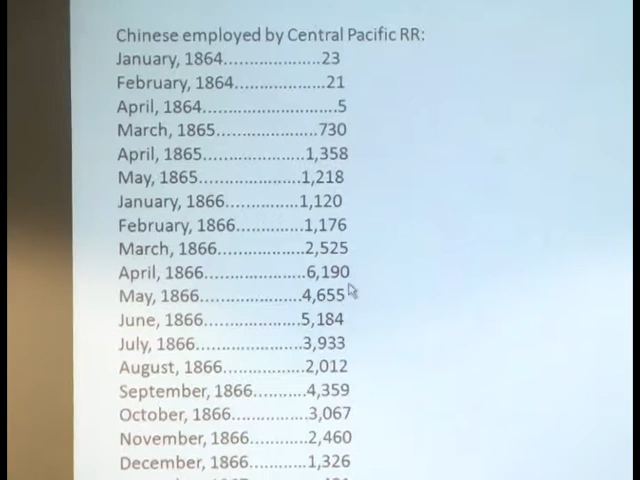 Chinese employed by Central Pacific RR:
January, 1864.....................23
February, 1864...................21
April, 1864.............................5
March, 1865......................730
April, 1865......................1,358
May, 1865.....................1,218
January, 1866...............1,120
February, 1866..............1,176
March, 1866..................2,525
April, 1866.....................6,190
May, 1866.....................4,655
June, 1866....................5,184
July, 1866......................3,933
August, 1866.................2,012
September, 1866...........4,359
October, 1866................3,067
November, 1866............2,460
December, 1866............1,326